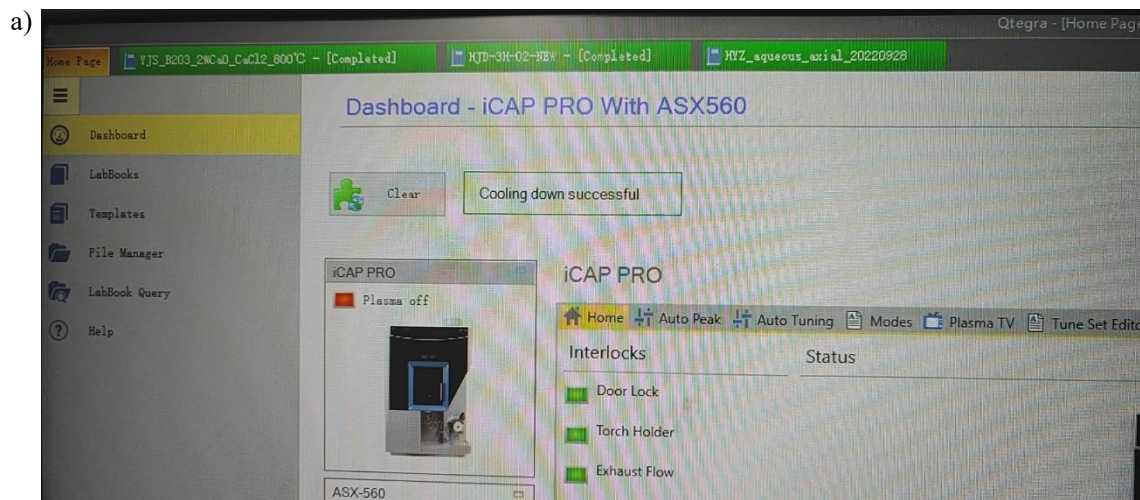 a)
Qtegra - [Home Pag
Home Page
YJS_B203_2%CaO_CaCl2_800℃ - [Completed]
HJD-3H-02-NEW - [Completed]
HYZ_aqueous_axial_20220928
Dashboard - iCAP PRO With ASX560
Dashboard
LabBooks
Templates
File Manager
LabBook Query
Help
Clear
Cooling down successful
iCAP PRO
Plasma off
ASX-560
iCAP PRO
Home
Auto Peak
Auto Tuning
Modes
Plasma TV
Tune Set Edito
Interlocks
Status
Door Lock
Torch Holder
Exhaust Flow